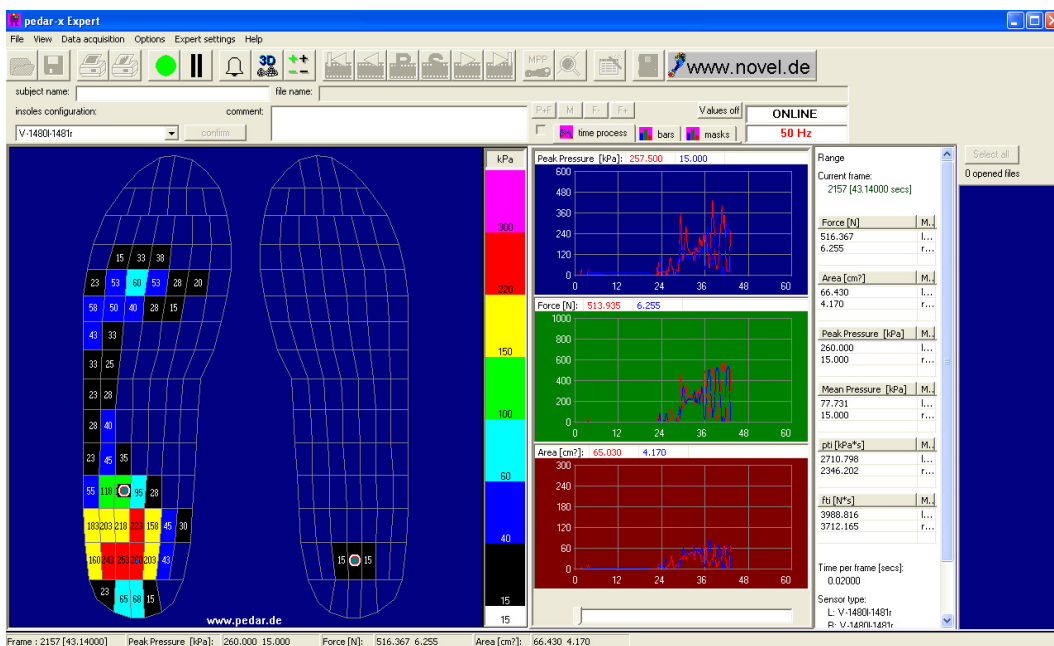 pedar-x Expert
File View Data acquisition Options Expert settings Help
3D
MPP
www.novel.de
subject name: file name:
insoles configuration: comment:
V-1480l-1481r
confirm
P+F M F- F+ Values off
ONLINE
time process bars masks
50 Hz
Select all
0 opened files
kPa
300
220
150
100
60
40
15
15
15 33 38
23 53 60 53 28 20
58 50 40 28 15
43 33
33 25
23 28
28 40
23 45 35
55 118 95 28
183 203 218 223 158 45 30
160 243 253 260 203 43
23 65 68 15
15 15
www.pedar.de
Peak Pressure [kPa]: 257.500 15.000
600
480
360
240
120
0
0 12 24 36 48 60
Force [N]: 513.935 6.255
1000
800
600
400
200
0
0 12 24 36 48 60
Area [cm?]: 65.030 4.170
300
240
180
120
60
0
0 12 24 36 48 60
Range
Current frame:
2157 [43.14000 secs]
Force [N] M..
516.367 l...
6.255 r...
Area [cm?] M..
66.430 l...
4.170 r...
Peak Pressure [kPa] M..
260.000 l...
15.000 r...
Mean Pressure [kPa] M..
77.731 l...
15.000 r...
pti [kPa*s] M..
2710.798 l...
2346.202 r...
fti [N*s] M..
3988.816 l...
3712.165 r...
Time per frame [secs]:
0.02000
Sensor type:
L: V-1480l-1481r
R: V-1480l-1481r
Frame : 2157 [43.14000] Peak Pressure [kPa]: 260.000 15.000 Force [N]: 516.367 6.255 Area [cm?]: 66.430 4.170